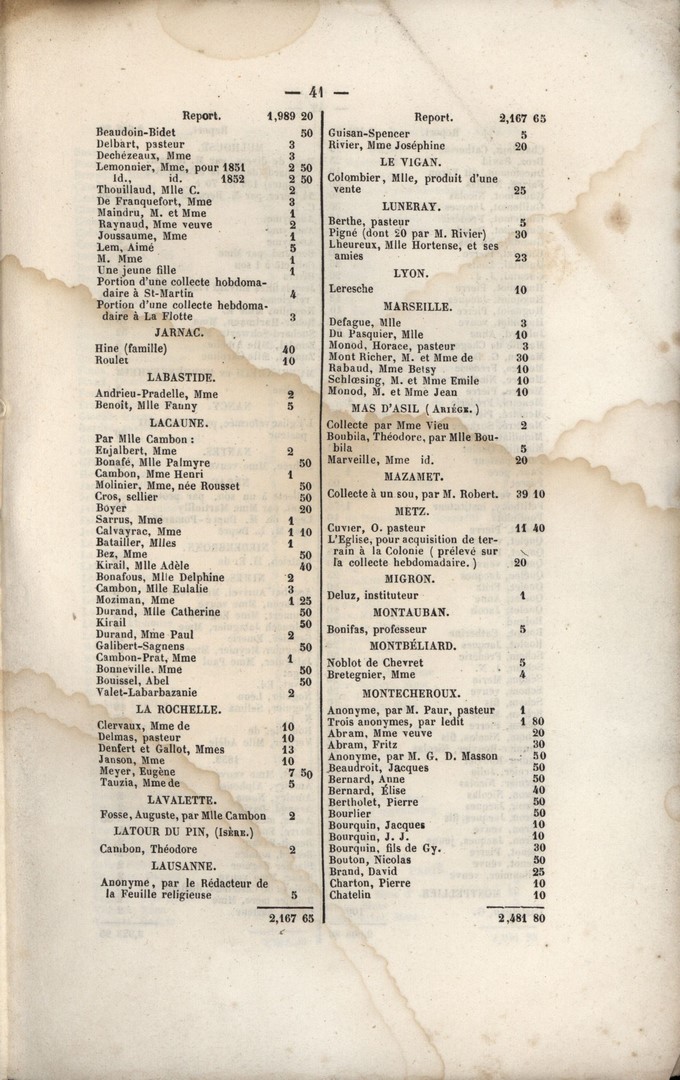 — 41 —
Report. 1,989 20
Beaudoin-Bidet 50
Delbart, pasteur 3
Dechézeaux, Mme 3
Lemonnier, Mme, pour 1851 2 50
Id., id. 1852 2 50
Thouillaud, Mlle C. 2
De Franquefort, Mme 3
Maindru, M. et Mme 1
Raynaud, Mme veuve 2
Joussaume, Mme 1
Lem, Aimé 5
M. Mme 1
Une jeune fille 1
Portion d'une collecte hobdoma-
daire à St-Martin 4
Portion d'une collecte hebdoma-
daire à La Flotte 3
JARNAC.
Hine (famille) 40
Roulet 10
LABASTIDE.
Andrieu-Pradelle, Mme 2
Benoît, Mlle Fanny 5
LACAUNE.
Par Mlle Cambon :
Enjalbert, Mme 2
Bonafé, Mlle Palmyre 50
Cambon, Mme Henri 1
Molinier, Mme, née Rousset 50
Cros, sellier 50
Boyer 20
Sarrus, Mme 1
Calvayrac, Mme 1 10
Batailler, Mlles 1
Bez, Mme 50
Kirail, Mlle Adèle 40
Bonafous, Mlle Delphine 2
Cambon, Mlle Eulalie 3
Moziman, Mme 1 25
Durand, Mlle Catherine 50
Kirail 50
Durand, Mme Paul 2
Galibert-Sagnens 50
Cambon-Prat, Mme 1
Bonneville. Mme 50
Bouissel, Abel 50
Valet-Labarbazanie 2
LA ROCHELLE.
Clervaux, Mme de 10
Delmas, pasteur 10
Denfert et Gallot, Mmes 13
Janson, Mme 10
Meyer, Eugène 7 50
Tauzia, Mme de 5
LAVALETTE.
Fosse, Auguste, par Mlle Cambon 2
LATOUR DU PIN, (ISÈRE.)
Cambon, Théodore 2
LAUSANNE.
Anonyme, par le Rédacteur de
la Feuille religieuse 5
2,167 65
Report. 2,167 65
Guisan-Spencer 5
Rivier, Mme Joséphine 20
LE VIGAN.
Colombier, Mlle, produit d'une
vente 25
LUNERAY.
Berthe, pasteur 5
Pigné (dont 20 par M. Rivier) 30
Lheureux, Mlle Hortense, et ses
amies 23
LYON.
Leresche 10
MARSEILLE.
Defague, Mlle 3
Du Pasquier, Mlle 10
Monod, Horace, pasteur 3
Mont Richer, M. et Mme de 30
Rabaud, Mme Betsy 10
Schlœsing, M. et Mme Emile 10
Monod, M. et Mme Jean 10
MAS D'ASIL (ARIÉGE.)
Collecte par Mme Vieu 2
Boubila, Théodore, par Mlle Bou-
bila 5
Marveille, Mme id. 20
MAZAMET.
Collecte à un sou, par M. Robert. 39 10
METZ.
Cuvier, O. pasteur 11 40
L'Eglise, pour acquisition de ter-
rain à la Colonie ( prélevé sur
la collecte hebdomadaire. ) 20
MIGRON.
Deluz, instituteur 1
MONTAUBAN.
Bonifas, professeur 5
MONTBÉLIARD.
Noblot de Chevret 5
Bretegnier, Mme 4
MONTECHEROUX.
Anonyme, par M. Paur, pasteur 1
Trois anonymes, par ledit 1 80
Abram, Mme veuve 20
Abram, Fritz 30
Anonyme, par M. G. D. Masson 50
Beaudroit, Jacques 50
Bernard, Anne 50
Bernard, Élise 40
Bertholet, Pierre 50
Bourlier 50
Bourquin, Jacques 10
Bourquin, J. J. 10
Bourquin, fils de Gy. 30
Bouton, Nicolas 50
Brand, David 25
Charton, Pierre 10
Chatelin 10
2,481 80